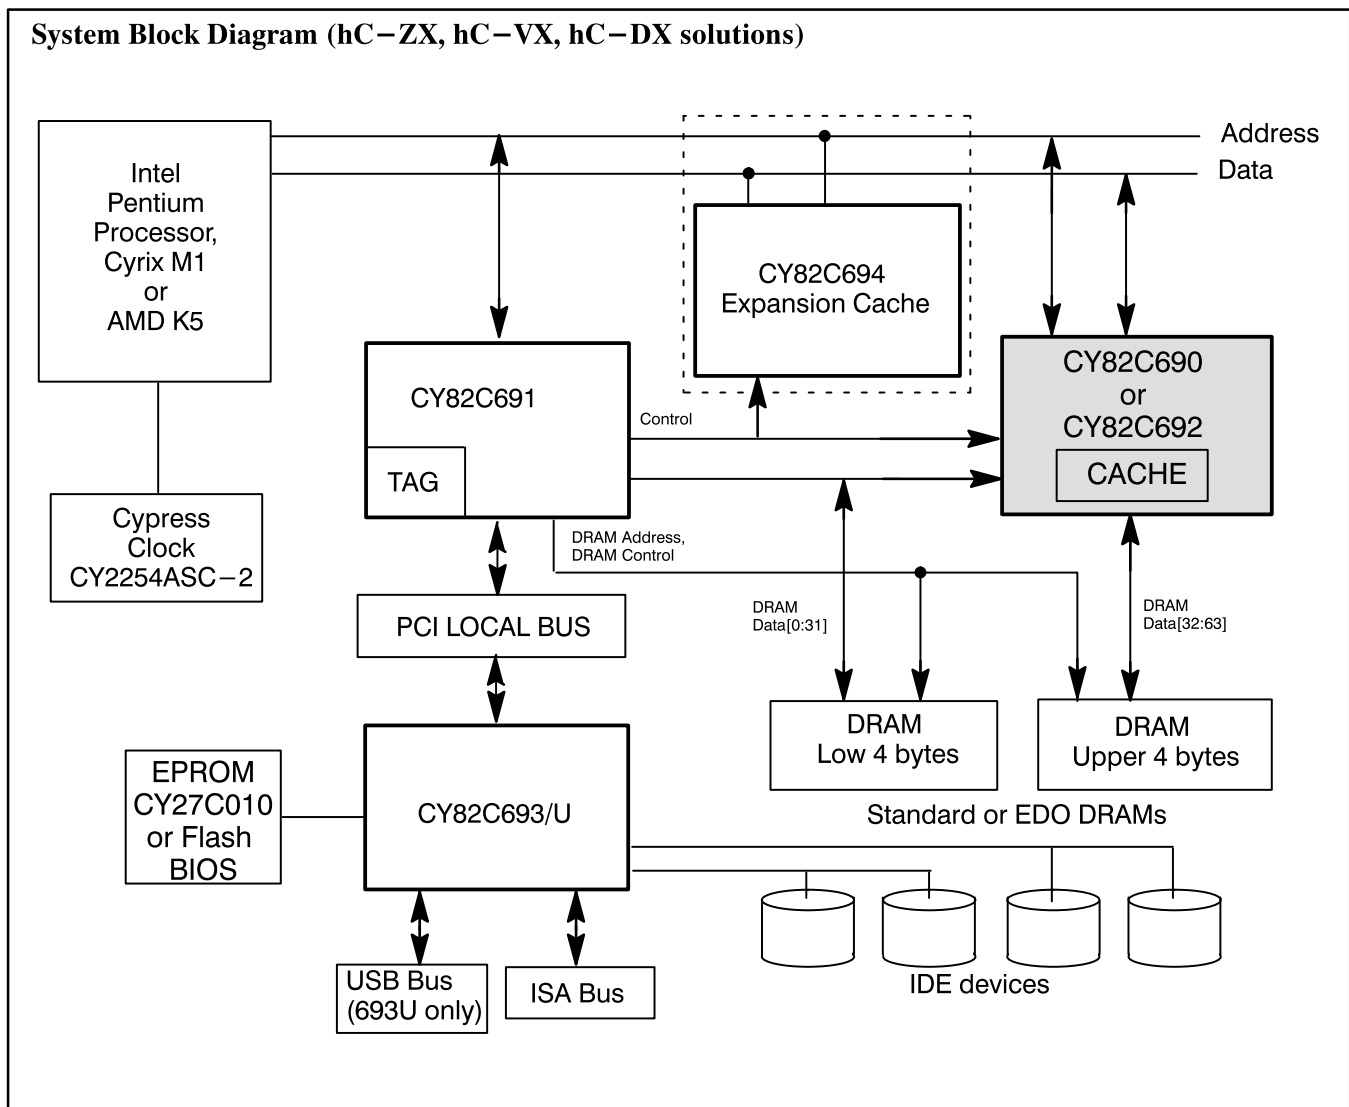 System Block Diagram (hC−ZX, hC−VX, hC−DX solutions)
Address
Data
Intel
Pentium
Processor,
Cyrix M1
or
AMD K5
CY82C694
Expansion Cache
CY82C691
TAG
Control
CY82C690
or
CY82C692
CACHE
Cypress
Clock
CY2254ASC−2
DRAM Address,
DRAM Control
PCI LOCAL BUS
DRAM
Data[0:31]
DRAM
Data[32:63]
DRAM
Low 4 bytes
DRAM
Upper 4 bytes
Standard or EDO DRAMs
EPROM
CY27C010
or Flash
BIOS
CY82C693/U
USB Bus
(693U only)
ISA Bus
IDE devices